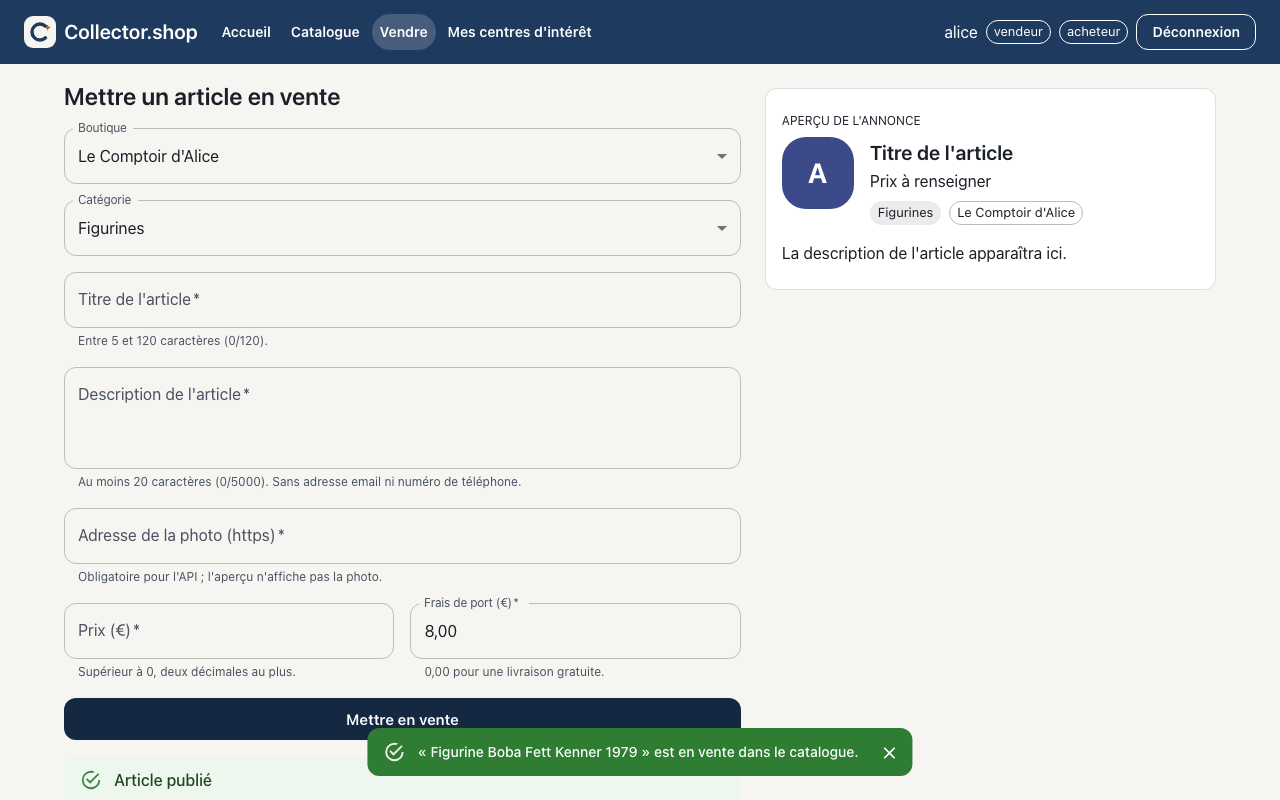 Collector.shop Accueil Catalogue Vendre Mes centres d'intérêt alice vendeur acheteur Déconnexion
Mettre un article en vente
Boutique
Le Comptoir d'Alice
Catégorie
Figurines
Titre de l'article *
Entre 5 et 120 caractères (0/120).
Description de l'article *
Au moins 20 caractères (0/5000). Sans adresse email ni numéro de téléphone.
Adresse de la photo (https) *
Obligatoire pour l'API ; l'aperçu n'affiche pas la photo.
Prix (€) *
Supérieur à 0, deux décimales au plus.
Frais de port (€) *
8,00
0,00 pour une livraison gratuite.
Mettre en vente
Article publié
APERÇU DE L'ANNONCE
A
Titre de l'article
Prix à renseigner
Figurines Le Comptoir d'Alice
La description de l'article apparaîtra ici.
« Figurine Boba Fett Kenner 1979 » est en vente dans le catalogue.